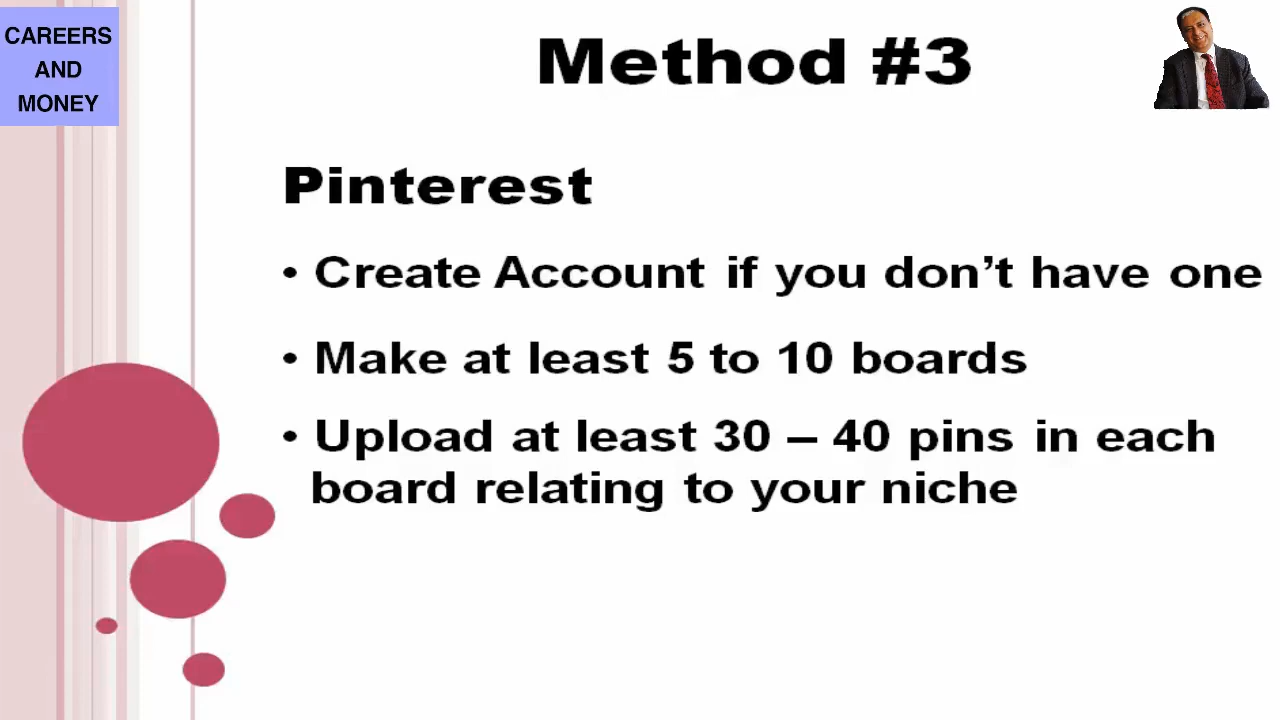 CAREERS
AND
MONEY
Method #3
Pinterest
• Create Account if you don’t have one
• Make at least 5 to 10 boards
• Upload at least 30 – 40 pins in each
board relating to your niche